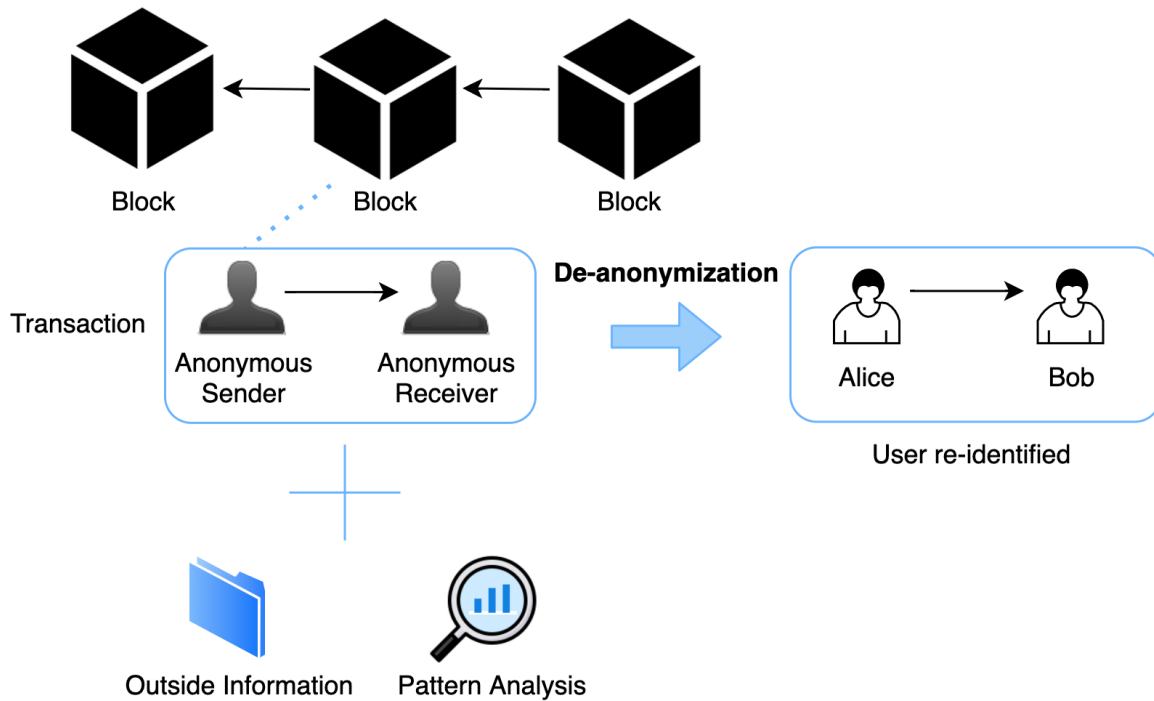 Block
Block
Block
Transaction
Anonymous
Sender
Anonymous
Receiver
De-anonymization
Alice
Bob
User re-identified
Outside Information
Pattern Analysis